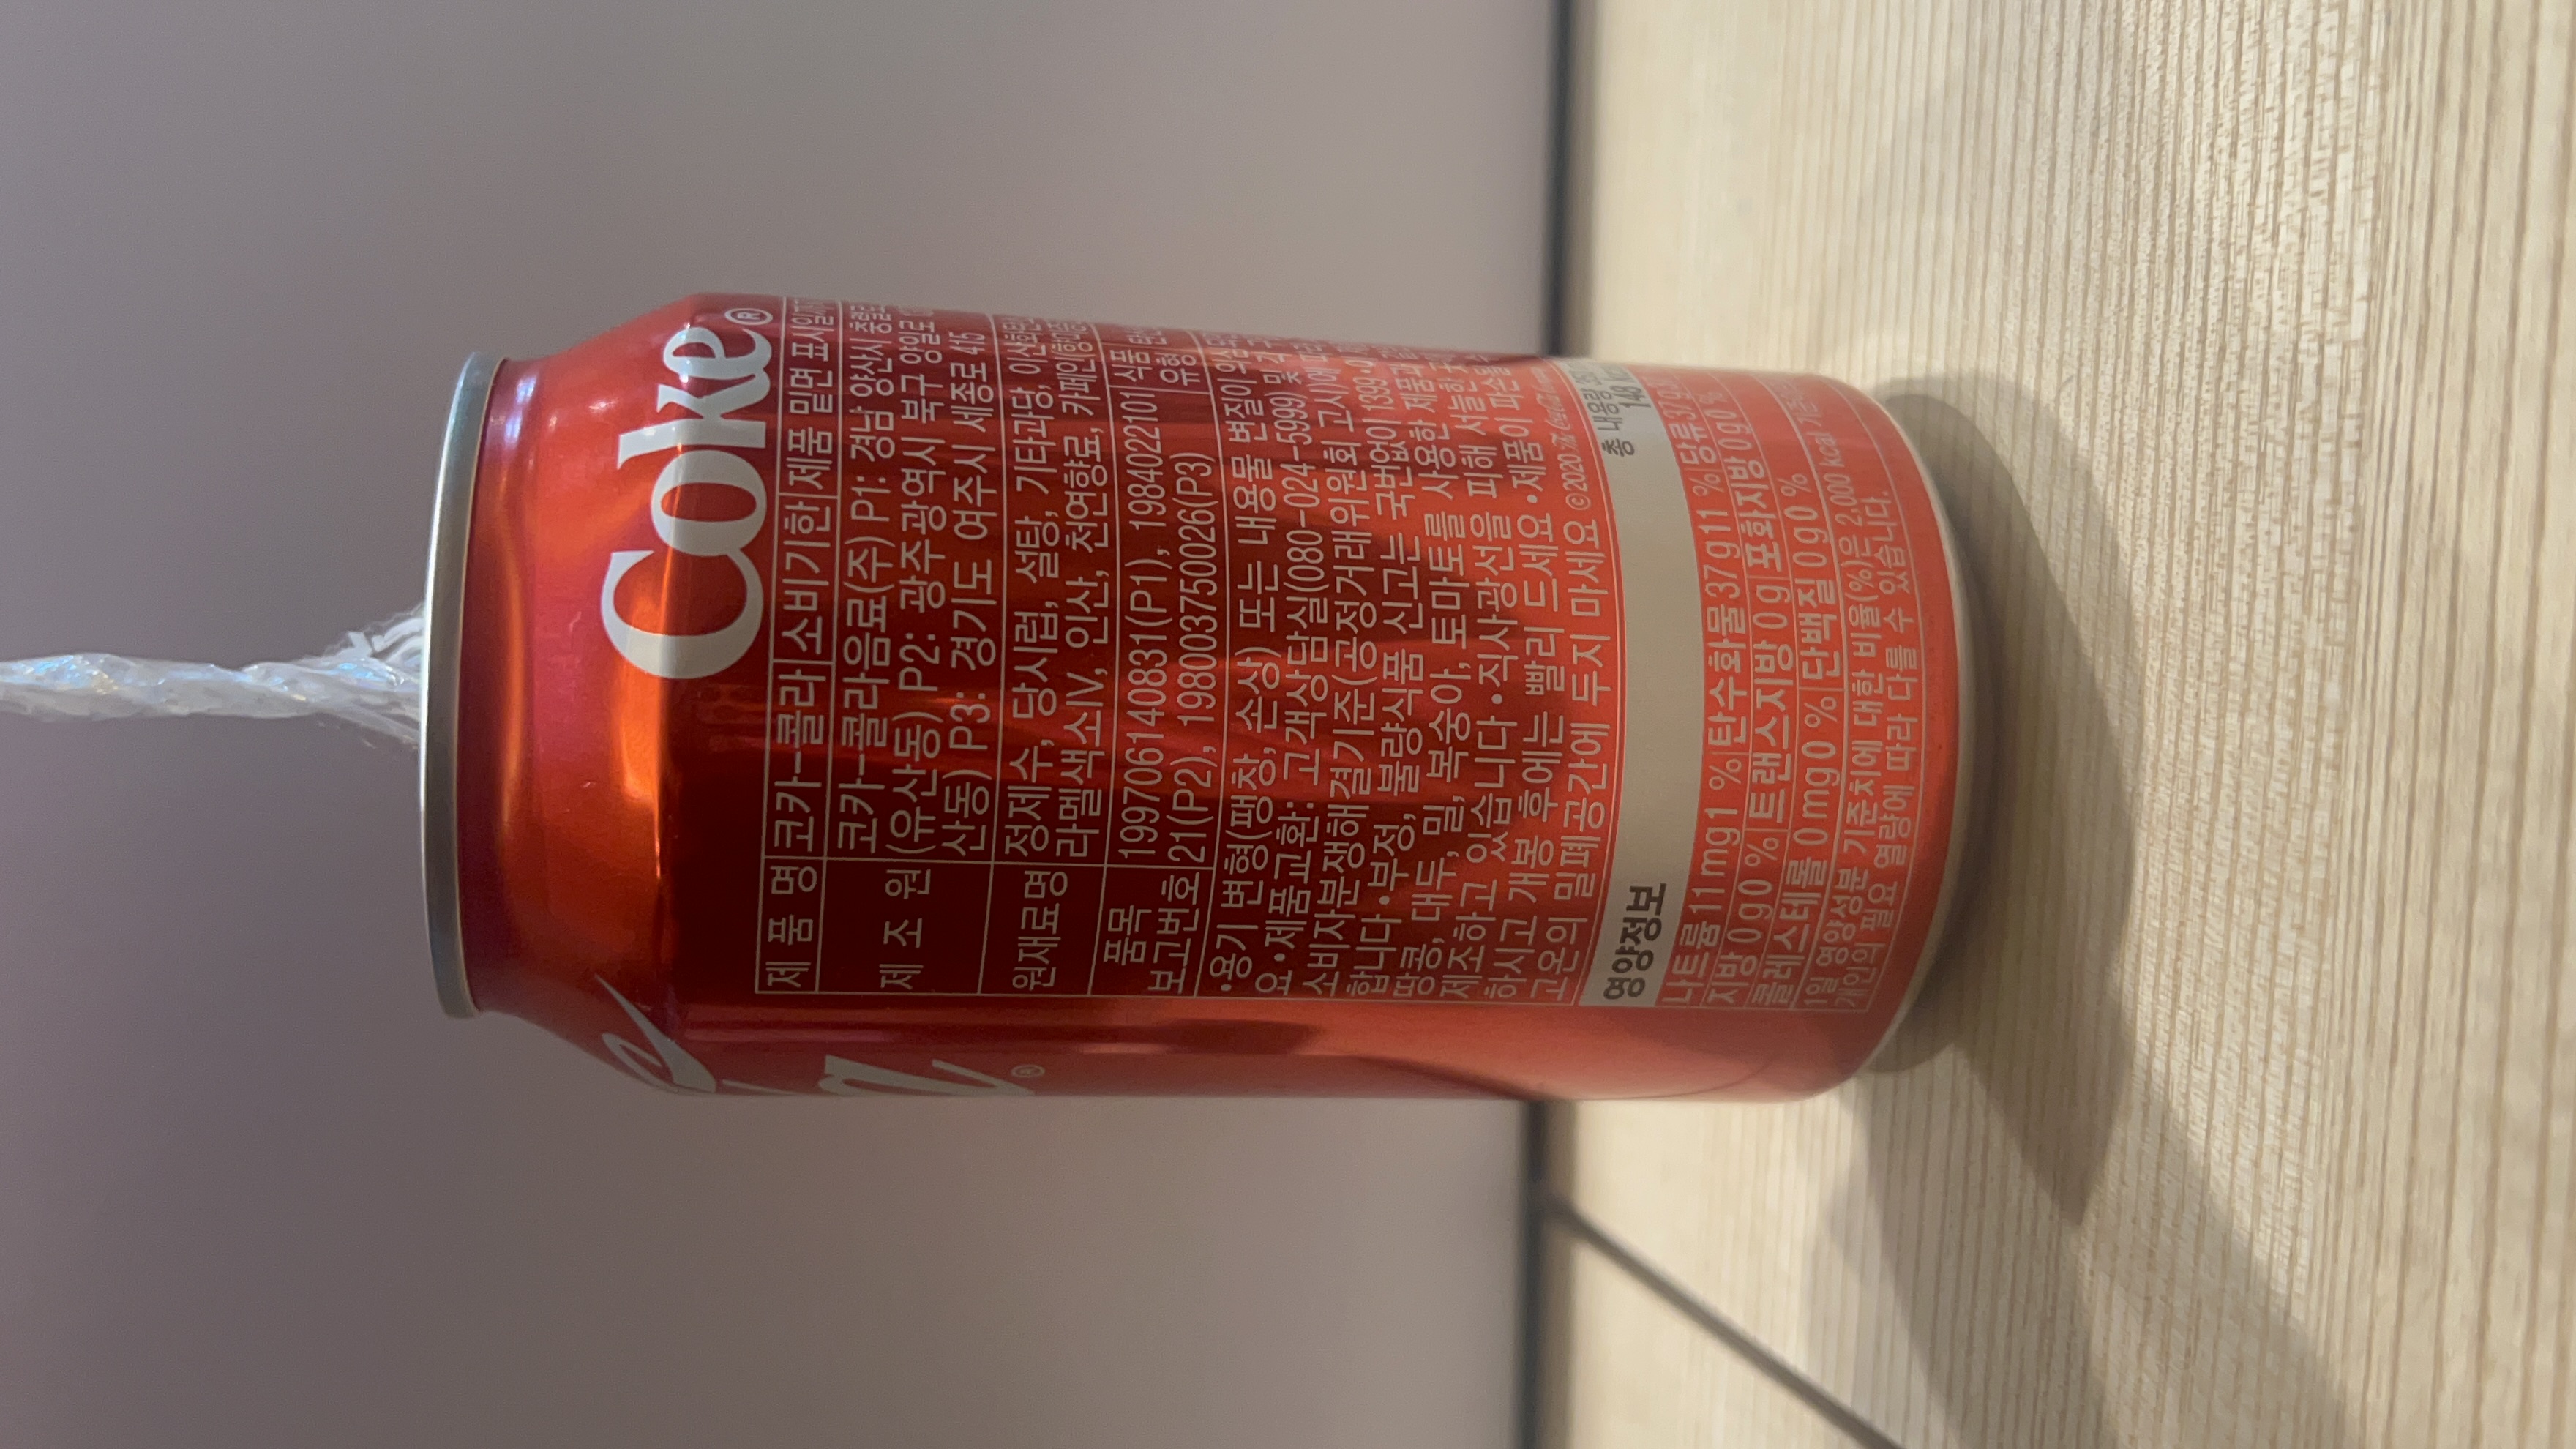 Coke®
제 품 명 코카-콜라 소비기한 제품 밑면 표시일까지
제 조 원 코카-콜라음료(주) P1: 경남 양산시 충렬로
(유산동) P2: 광주광역시 북구 양일로
산동) P3: 경기도 여주시 세종로 415
원재료명 정제수, 당시럽, 설탕, 기타과당,
라멜색소IV, 인산, 천연향료,
품목 보고번호 199706140831(P1), 1984022101
21(P2), 198003750026(P3)
식품
유형
•용기 변형(팽창, 손상) 또는 내용물 변질이
요•제품교환: 고객상담실(080-024-5999) 및 각
소비자분쟁해결기준(공정거래위원회 고시)에
합니다•부정, 불량식품 신고는 국번없이 1399•이
땅콩, 대두, 밀, 복숭아, 토마토를 사용한 제품과
제조하고 있습니다•직사광선을 피해 서늘한
하시고 개봉 후에는 빨리 드세요•제품이
고온의 밀폐공간에 두지 마세요 ©2020 The Coca-Cola Company
영양정보
총 내용량
148 kcal
나트륨 11 mg 1 % 탄수화물 37 g 11 % 당류 37 g
지방 0 g 0 % 트랜스지방 0 g 포화지방 0 g 0 %
콜레스테롤 0 mg 0 % 단백질 0 g 0 %
1일 영양성분 기준치에 대한 비율(%)은 2,000 kcal
개인의 필요 열량에 따라 다를 수 있습니다.